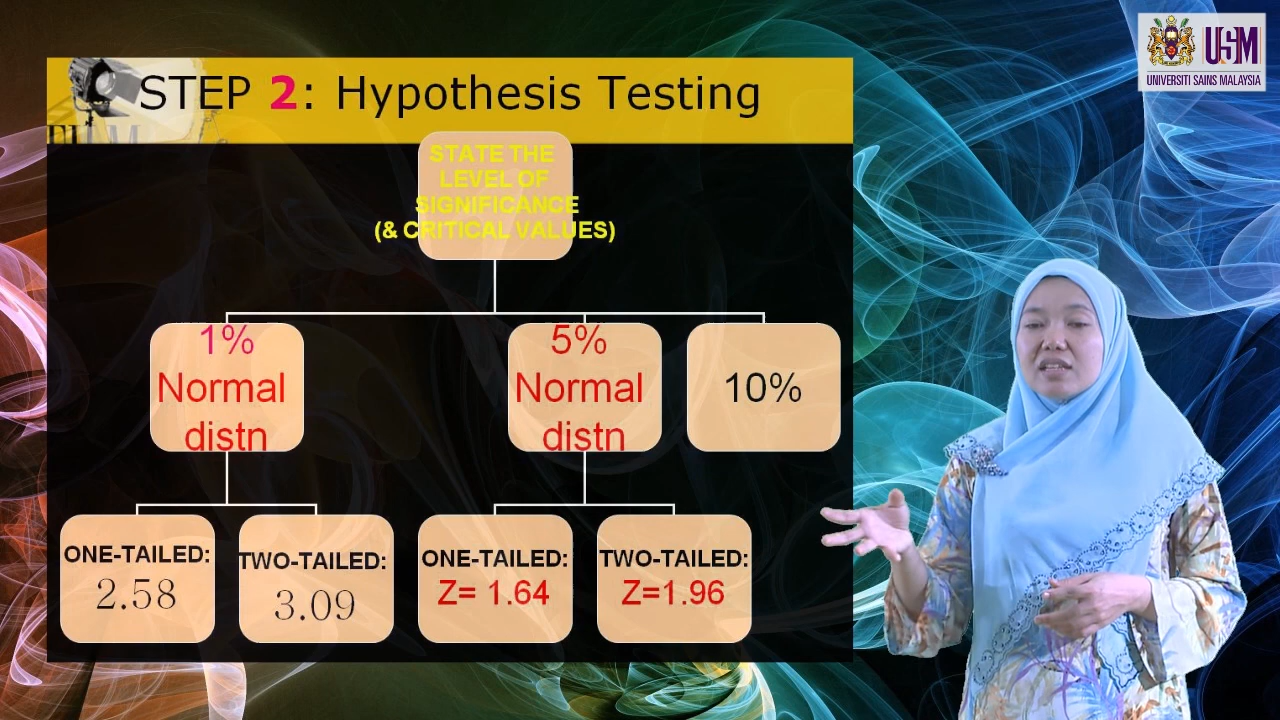 USM
UNIVERSITI SAINS MALAYSIA
STEP 2: Hypothesis Testing
STATE THE
LEVEL OF
SIGNIFICANCE
(& CRITICAL VALUES)
1%
Normal
distn
5%
Normal
distn
10%
ONE-TAILED:
2.58
TWO-TAILED:
3.09
ONE-TAILED:
Z= 1.64
TWO-TAILED:
Z=1.96